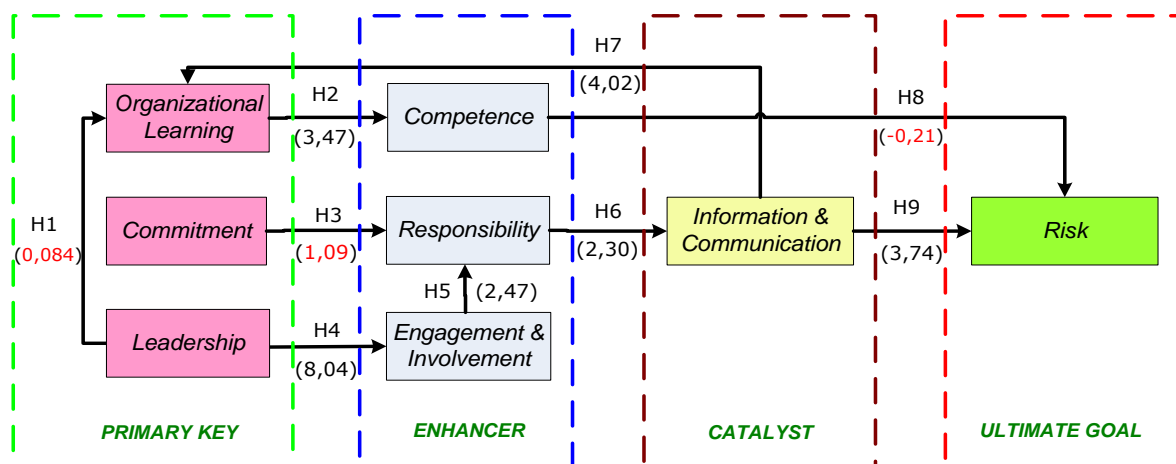 H7
(4,02)
Organizational
Learning
H2
(3,47)
Competence
H8
(-0,21)
H1
(0,084)
Commitment
H3
(1,09)
Responsibility
H6
(2,30)
Information &
Communication
H9
(3,74)
Risk
H5 (2,47)
Leadership
H4
(8,04)
Engagement &
Involvement
PRIMARY KEY
ENHANCER
CATALYST
ULTIMATE GOAL